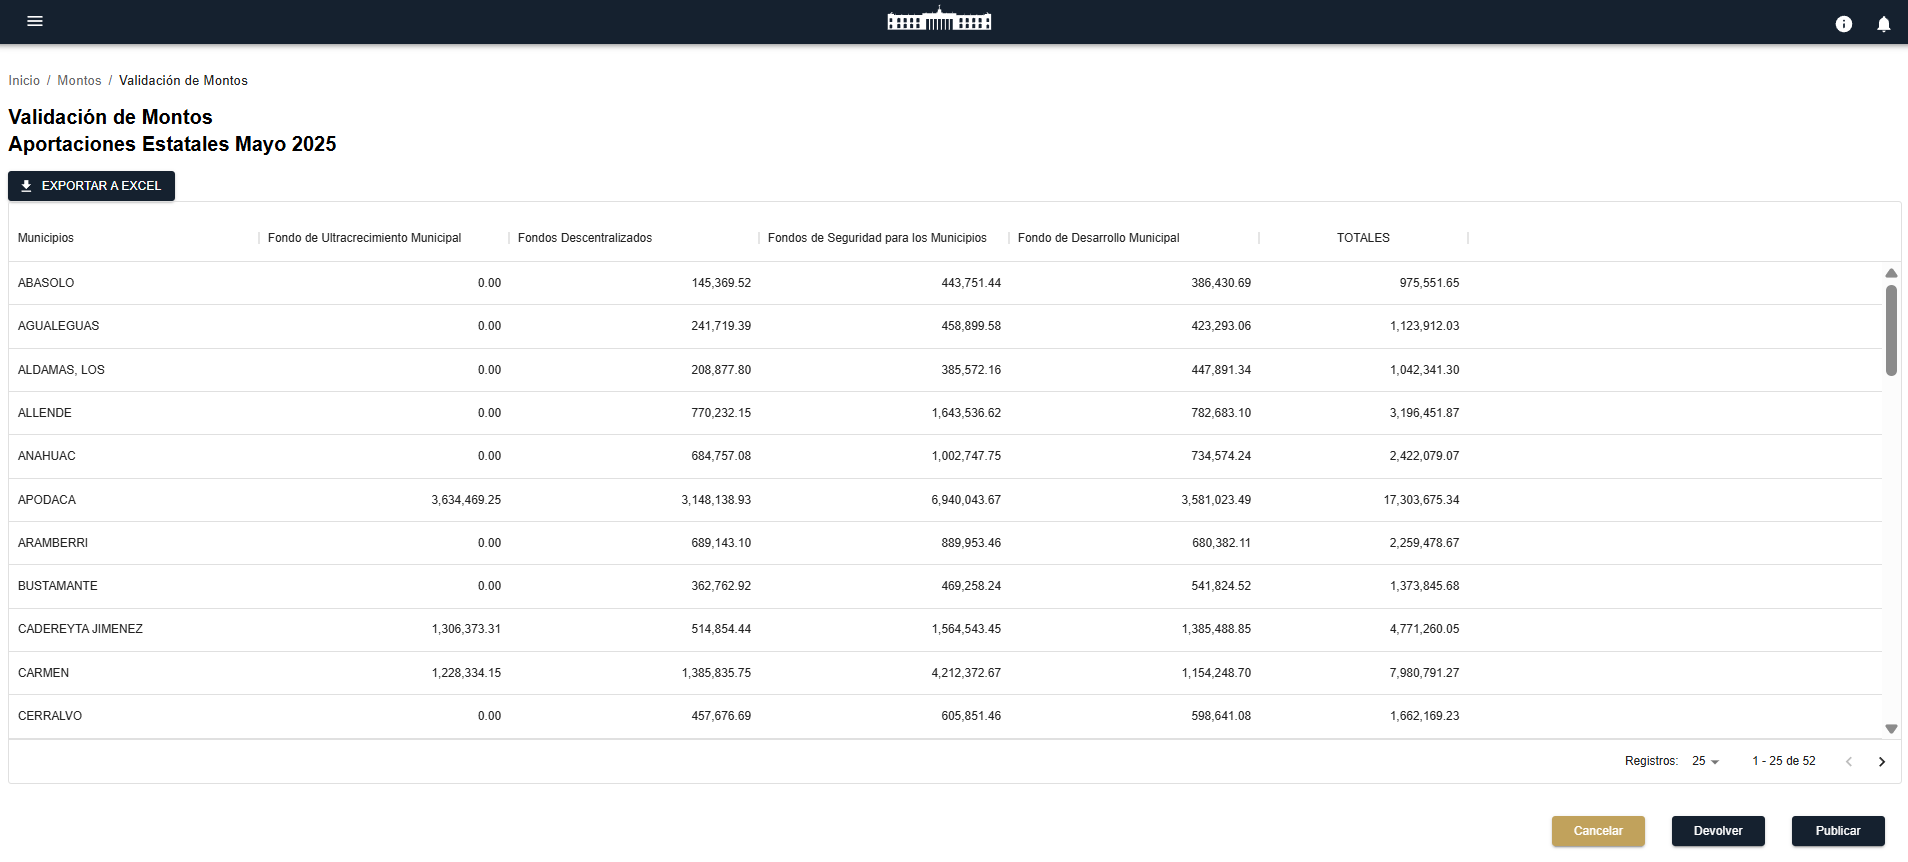 Inicio / Montos / Validación de Montos
Validación de Montos
Aportaciones Estatales Mayo 2025
EXPORTAR A EXCEL
Municipios Fondo de Ultracrecimiento Municipal Fondos Descentralizados Fondos de Seguridad para los Municipios Fondo de Desarrollo Municipal TOTALES
ABASOLO 0.00 145,369.52 443,751.44 386,430.69 975,551.65
AGUALEGUAS 0.00 241,719.39 458,899.58 423,293.06 1,123,912.03
ALDAMAS, LOS 0.00 208,877.80 385,572.16 447,891.34 1,042,341.30
ALLENDE 0.00 770,232.15 1,643,536.62 782,683.10 3,196,451.87
ANAHUAC 0.00 684,757.08 1,002,747.75 734,574.24 2,422,079.07
APODACA 3,634,469.25 3,148,138.93 6,940,043.67 3,581,023.49 17,303,675.34
ARAMBERRI 0.00 689,143.10 889,953.46 680,382.11 2,259,478.67
BUSTAMANTE 0.00 362,762.92 469,258.24 541,824.52 1,373,845.68
CADEREYTA JIMENEZ 1,306,373.31 514,854.44 1,564,543.45 1,385,488.85 4,771,260.05
CARMEN 1,228,334.15 1,385,835.75 4,212,372.67 1,154,248.70 7,980,791.27
CERRALVO 0.00 457,676.69 605,851.46 598,641.08 1,662,169.23
Registros: 25 1 - 25 de 52
Cancelar Devolver Publicar